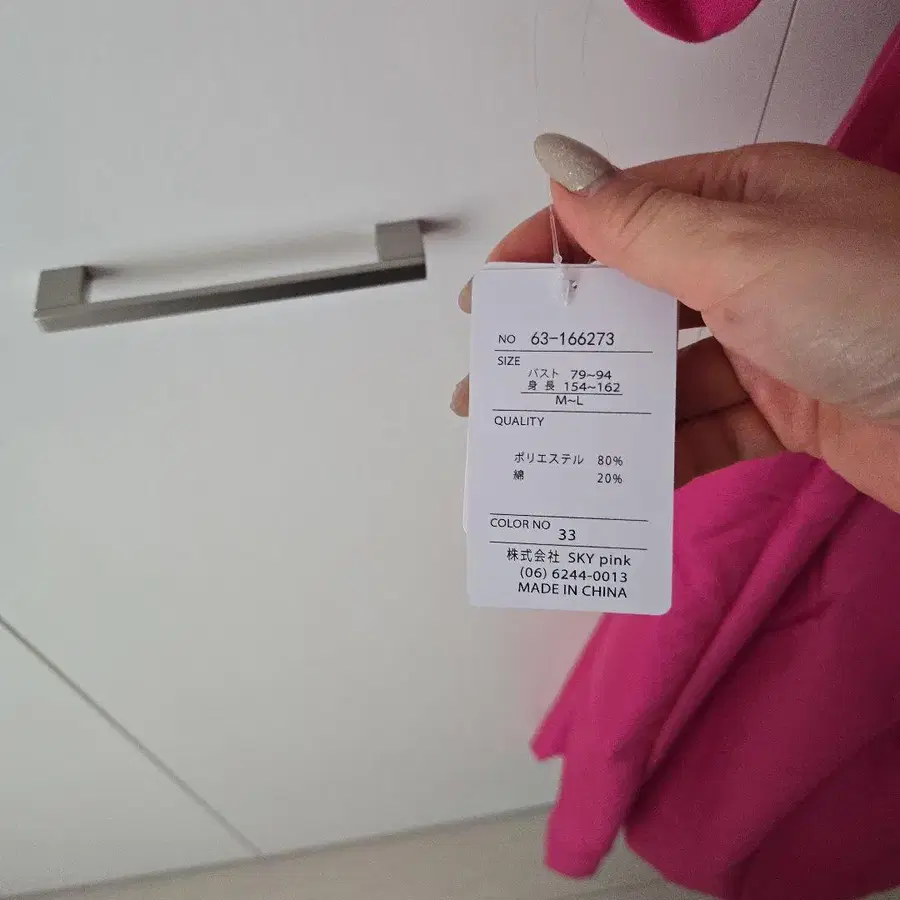 NO 63-166273
SIZE
バスト 79~94
身長 154~162
M~L
QUALITY
ポリエステル 80%
綿 20%
COLOR NO 33
株式会社 SKY pink
(06) 6244-0013
MADE IN CHINA